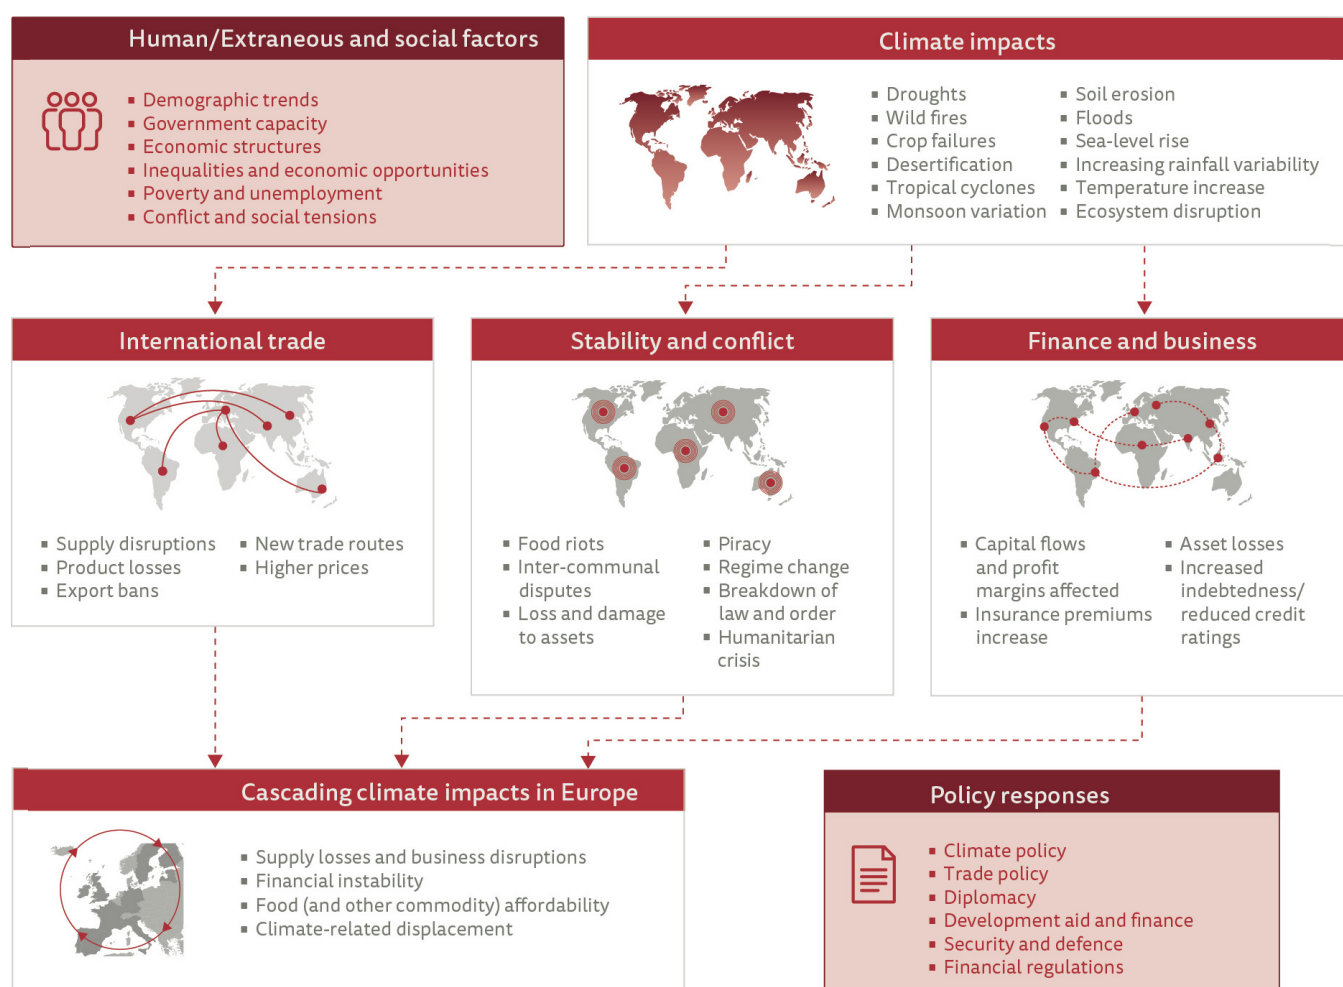 Human/Extraneous and social factors
Demographic trends
Government capacity
Economic structures
Inequalities and economic opportunities
Poverty and unemployment
Conflict and social tensions
Climate impacts
Droughts
Wild fires
Crop failures
Desertification
Tropical cyclones
Monsoon variation
Soil erosion
Floods
Sea-level rise
Increasing rainfall variability
Temperature increase
Ecosystem disruption
International trade
Supply disruptions
Product losses
Export bans
New trade routes
Higher prices
Stability and conflict
Food riots
Inter-communal
disputes
Loss and damage
to assets
Piracy
Regime change
Breakdown of
law and order
Humanitarian
crisis
Finance and business
Capital flows
and profit
margins affected
Insurance premiums
increase
Asset losses
Increased
indebtedness/
reduced credit
ratings
Cascading climate impacts in Europe
Supply losses and business disruptions
Financial instability
Food (and other commodity) affordability
Climate-related displacement
Policy responses
Climate policy
Trade policy
Diplomacy
Development aid and finance
Security and defence
Financial regulations